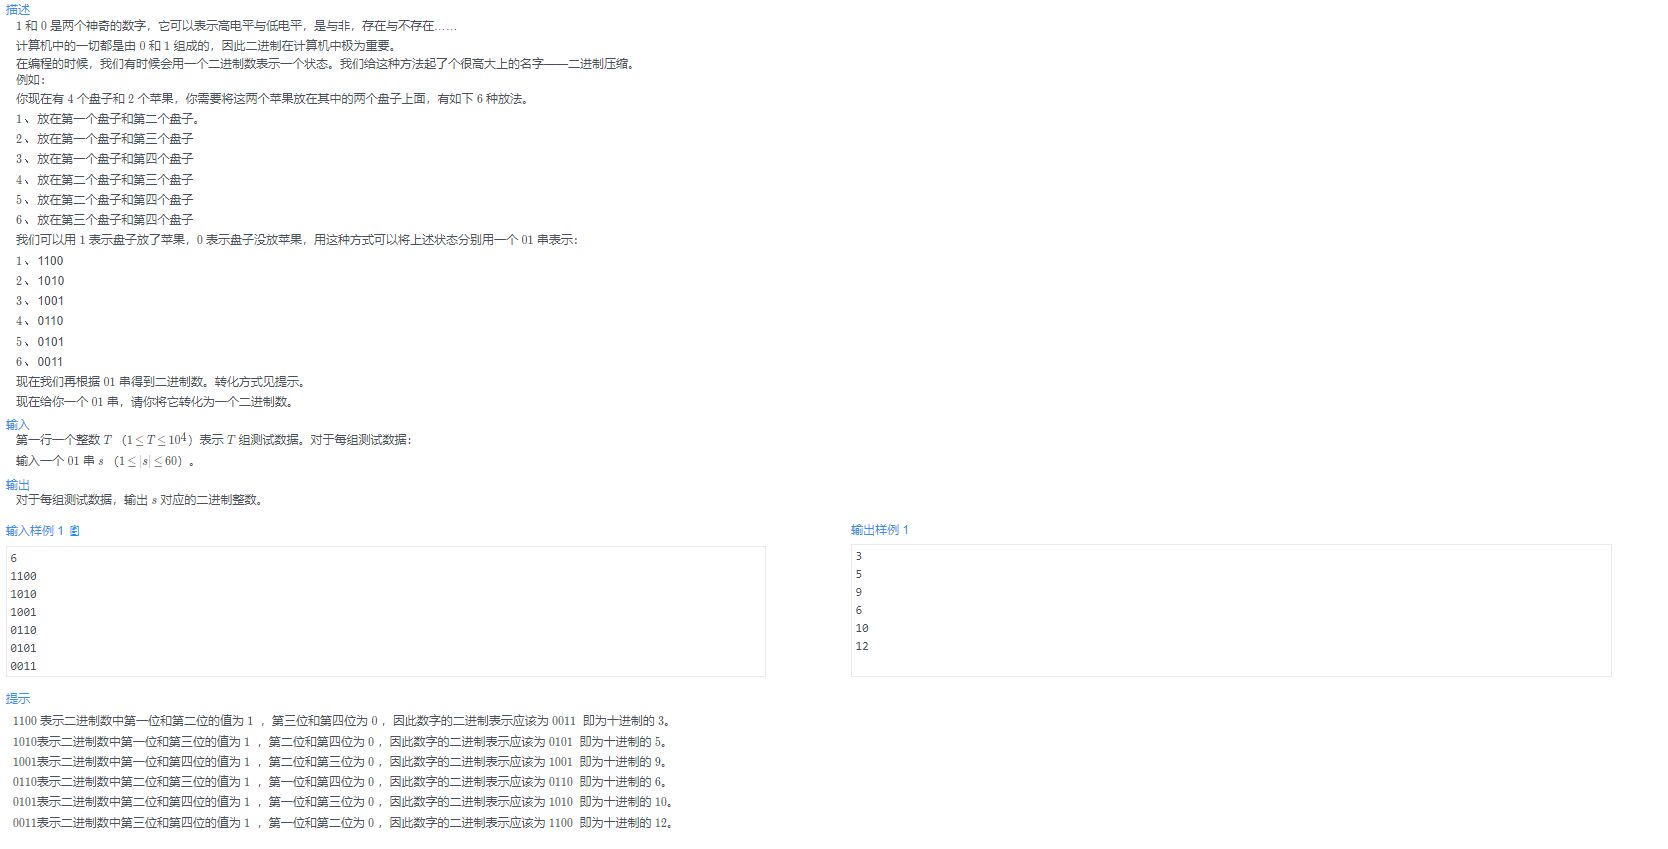 描述
1 和 0 是两个神奇的数字，它可以表示高电平与低电平，是与非，存在与不存在……
计算机中的一切都是由 0 和 1 组成的，因此二进制在计算机中极为重要。
在编程的时候，我们有时候会用一个二进制数表示一个状态。我们给这种方法起了个很高大上的名字——二进制压缩。
例如：
你现在有 4 个盘子和 2 个苹果，你需要将这两个苹果放在其中的两个盘子上面，有如下 6 种放法。
1、放在第一个盘子和第二个盘子。
2、放在第一个盘子和第三个盘子
3、放在第一个盘子和第四个盘子
4、放在第二个盘子和第三个盘子
5、放在第二个盘子和第四个盘子
6、放在第三个盘子和第四个盘子
我们可以用 1 表示盘子放了苹果，0 表示盘子没放苹果，用这种方式可以将上述状态分别用一个 01 串表示：
1、1100
2、1010
3、1001
4、0110
5、0101
6、0011
现在我们再根据 01 串得到二进制数。转化方式见提示。
现在给你一个 01 串，请你将它转化为一个二进制数。
输入
第一行一个整数 T （1 ≤ T ≤ 10⁴）表示 T 组测试数据。对于每组测试数据：
输入一个 01 串 s （1 ≤ |s| ≤ 60）。
输出
对于每组测试数据，输出 s 对应的二进制整数。
输入样例 1
6
1100
1010
1001
0110
0101
0011
输出样例 1
3
5
9
6
10
12
提示
1100 表示二进制数中第一位和第二位的值为 1 ，第三位和第四位为 0 ，因此数字的二进制表示应该为 0011 即为十进制的 3。
1010表示二进制数中第一位和第三位的值为 1 ，第二位和第四位为 0 ，因此数字的二进制表示应该为 0101 即为十进制的 5。
1001表示二进制数中第一位和第四位的值为 1 ，第二位和第三位为 0 ，因此数字的二进制表示应该为 1001 即为十进制的 9。
0110表示二进制数中第二位和第三位的值为 1 ，第一位和第四位为 0 ，因此数字的二进制表示应该为 0110 即为十进制的 6。
0101表示二进制数中第二位和第四位的值为 1 ，第一位和第三位为 0 ，因此数字的二进制表示应该为 1010 即为十进制的 10。
0011表示二进制数中第三位和第四位的值为 1 ，第一位和第二位为 0 ，因此数字的二进制表示应该为 1100 即为十进制的 12。